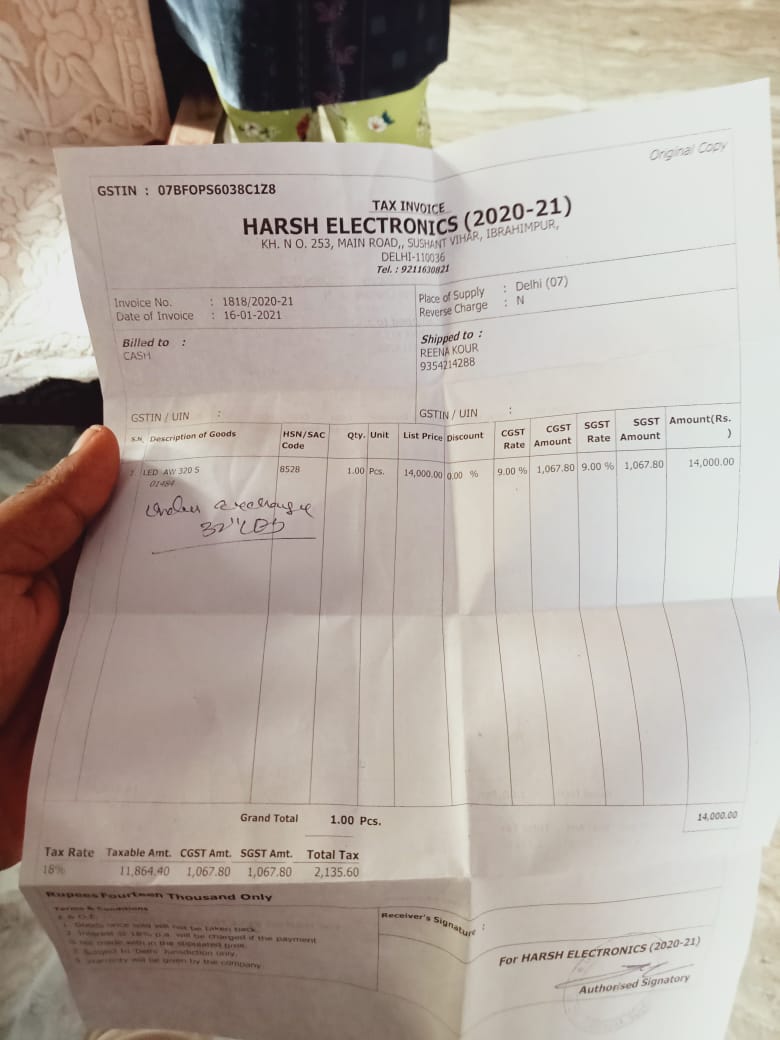 Original Copy
GSTIN : 07BFOPS6038C1Z8
TAX INVOICE
HARSH ELECTRONICS (2020-21)
KH. N O. 253, MAIN ROAD,, SUSHANT VIHAR, IBRAHIMPUR,
DELHI-110036
Tel. : 9211630821
Invoice No. : 1818/2020-21
Date of Invoice : 16-01-2021
Place of Supply : Delhi (07)
Reverse Charge : N
Billed to :
CASH
Shipped to :
REENA KOUR
9354214288
GSTIN / UIN :
GSTIN / UIN :
S.N. Description of Goods HSN/SAC Code Qty. Unit List Price Discount CGST Rate CGST Amount SGST Rate SGST Amount Amount(Rs. )
1 LED AW 320 S 8528 1.00 Pcs. 14,000.00 0.00 % 9.00 % 1,067.80 9.00 % 1,067.80 14,000.00
01484
Under exchange
32"LED
Grand Total 1.00 Pcs. 14,000.00
Tax Rate Taxable Amt. CGST Amt. SGST Amt. Total Tax
18% 11,864.40 1,067.80 1,067.80 2,135.60
Rupees Fourteen Thousand Only
Terms & Conditions
E & O.E.
1. Goods once sold will not be taken back.
2. Interest @ 18% p.a. will be charged if the payment
is not made with in the stipulated time.
3. Subject to 'Delhi' Jurisdiction only.
4. warranty will be given by the company
Receiver's Signature :
For HARSH ELECTRONICS (2020-21)
Authorised Signatory